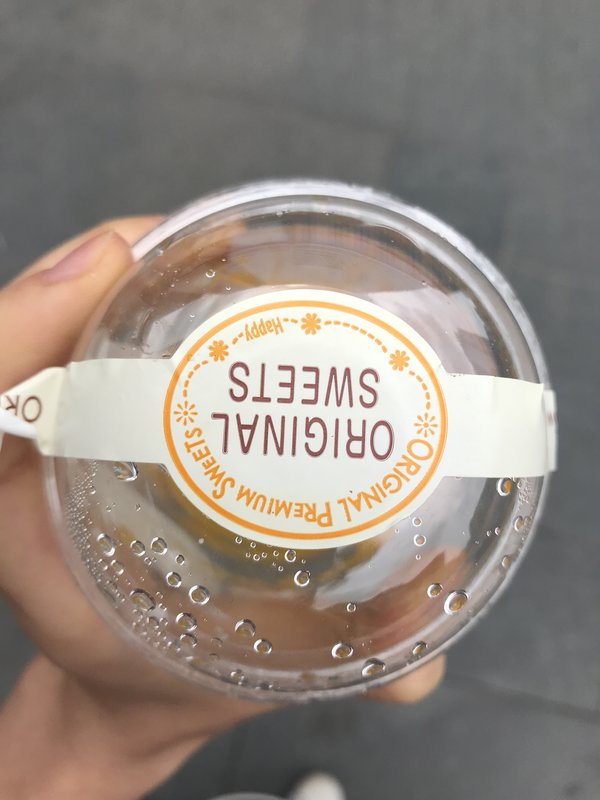 ORIGINAL PREMIUM SWEETS
ORIGINAL
SWEETS
Happy
OR